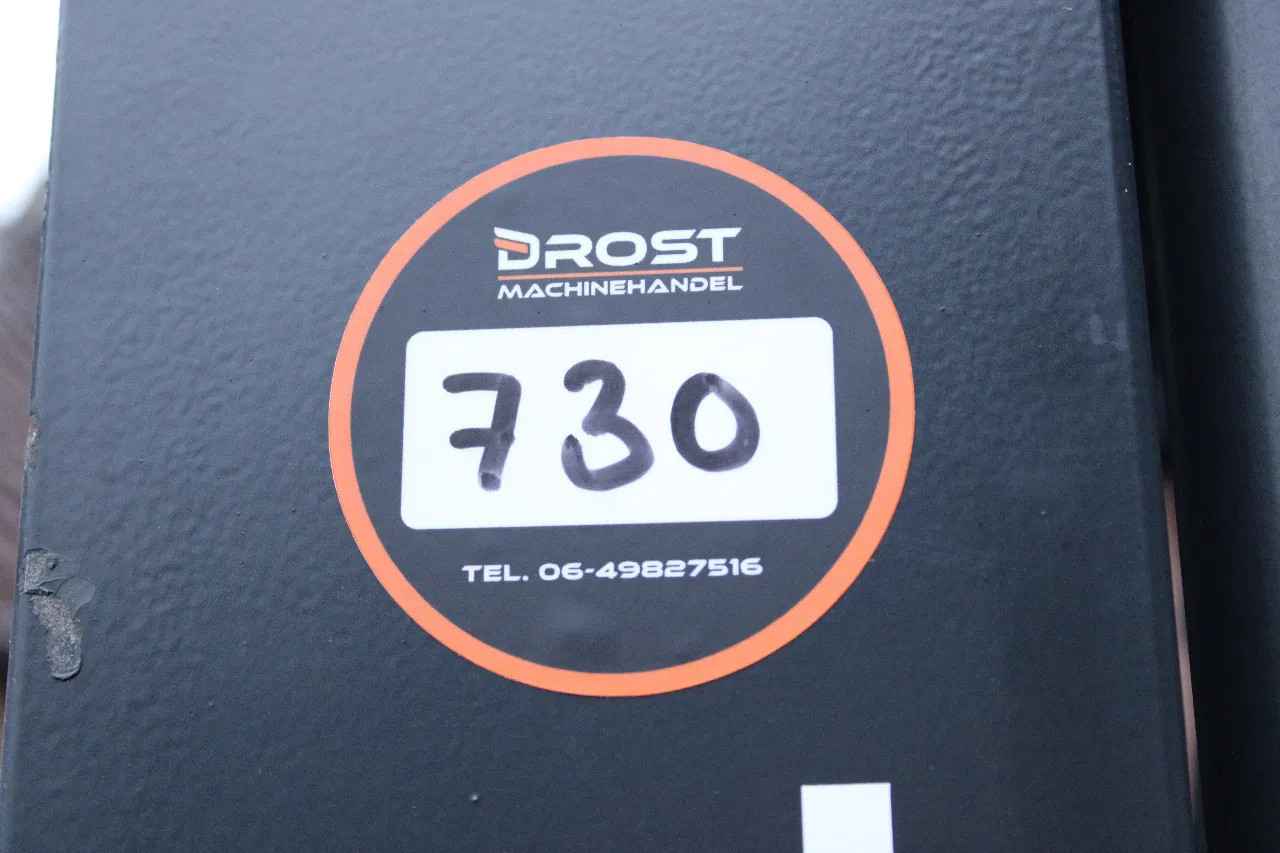 DROST
MACHINEHANDEL
730
TEL. 06-49827516